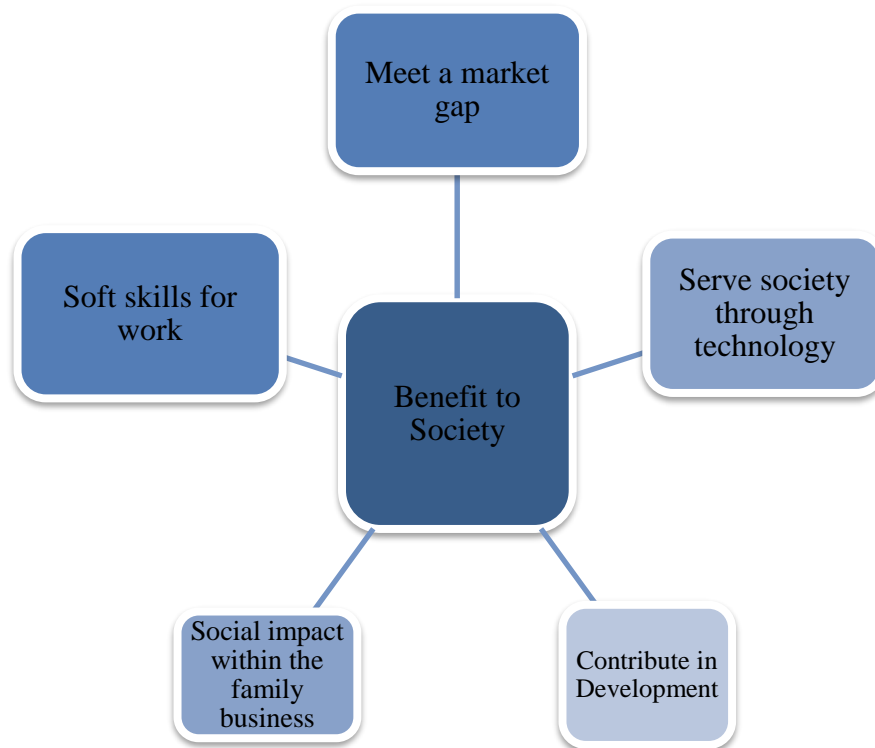 Meet a market
gap
Soft skills for
work
Serve society
through
technology
Benefit to
Society
Social impact
within the
family
business
Contribute in
Development